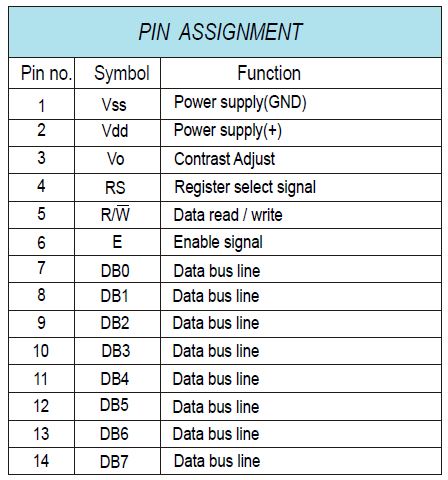 PIN ASSIGNMENT
Pin no. Symbol Function
1 Vss Power supply(GND)
2 Vdd Power supply(+)
3 Vo Contrast Adjust
4 RS Register select signal
5 R/W̅ Data read / write
6 E Enable signal
7 DB0 Data bus line
8 DB1 Data bus line
9 DB2 Data bus line
10 DB3 Data bus line
11 DB4 Data bus line
12 DB5 Data bus line
13 DB6 Data bus line
14 DB7 Data bus line